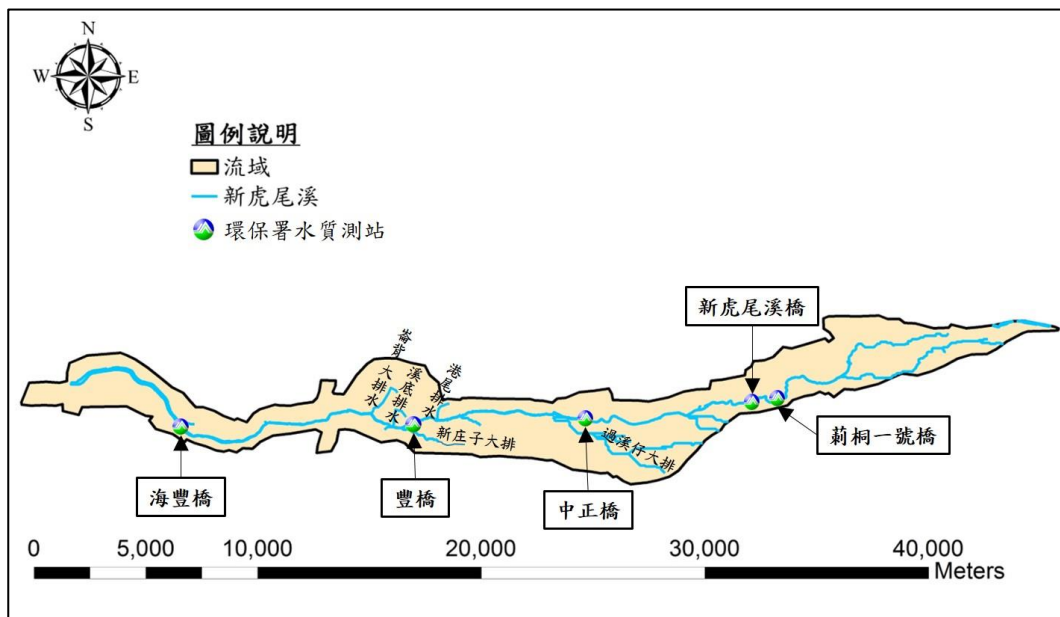 N
W E
S
圖例說明
流域
新虎尾溪
環保署水質測站
新虎尾溪橋
崙背大排水
溪底排水
港尾排水
新庄子大排
過溪仔大排
莿桐一號橋
海豐橋
豐橋
中正橋
0 5,000 10,000 20,000 30,000 40,000
Meters